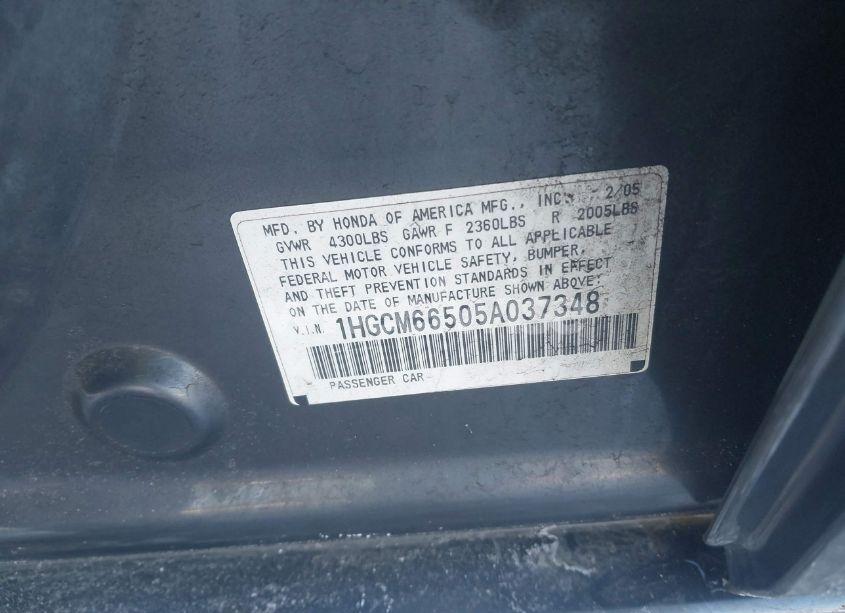 MFD. BY HONDA OF AMERICA MFG., INC. 2/05
GVWR 4300LBS GAWR F 2360LBS R 2005LBS
THIS VEHICLE CONFORMS TO ALL APPLICABLE
FEDERAL MOTOR VEHICLE SAFETY, BUMPER,
AND THEFT PREVENTION STANDARDS IN EFFECT
ON THE DATE OF MANUFACTURE SHOWN ABOVE.
V.I.N. 1HGCM66505A037348
PASSENGER CAR